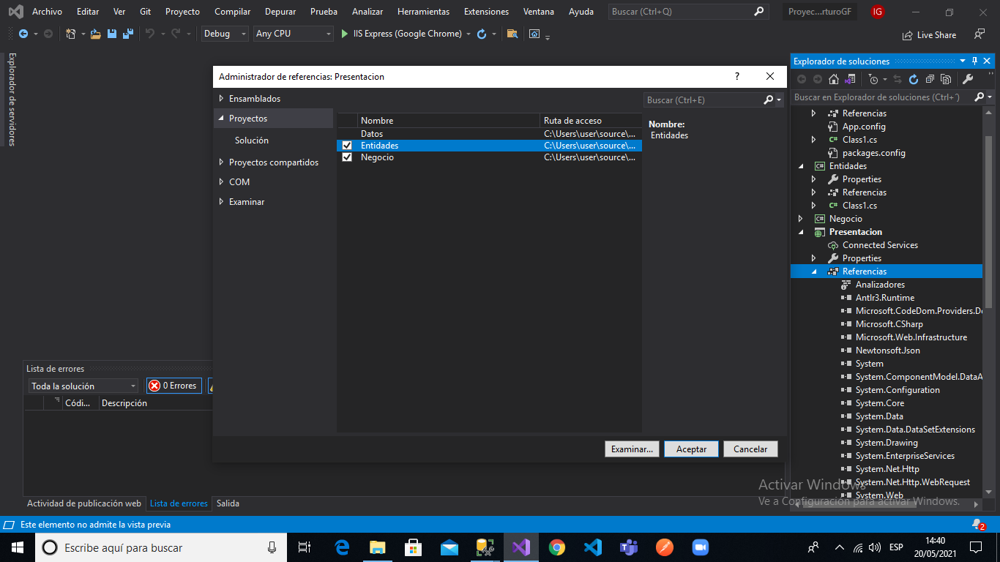 Archivo Editar Ver Git Proyecto Compilar Depurar Prueba Analizar Herramientas Extensiones Ventana Ayuda Buscar (Ctrl+Q) Proyec...rturoGF IG
Debug Any CPU IIS Express (Google Chrome) Live Share
Explorador de servidores
Administrador de referencias: Presentacion ?
Ensamblados
Proyectos
Solución
Proyectos compartidos
COM
Examinar
Nombre Ruta de acceso
Datos C:\Users\user\source\...
Entidades C:\Users\user\source\...
Negocio C:\Users\user\source\...
Buscar (Ctrl+E)
Nombre:
Entidades
Examinar... Aceptar Cancelar
Explorador de soluciones
Buscar en Explorador de soluciones (Ctrl+´)
Referencias
App.config
C# Class1.cs
packages.config
C# Entidades
Properties
Referencias
C# Class1.cs
C# Negocio
Presentacion
Connected Services
Properties
Referencias
Analizadores
Antlr3.Runtime
Microsoft.CodeDom.Providers.Do
Microsoft.CSharp
Microsoft.Web.Infrastructure
Newtonsoft.Json
System
System.ComponentModel.DataA
System.Configuration
System.Core
System.Data
System.Data.DataSetExtensions
System.Drawing
System.EnterpriseServices
System.Net.Http
System.Net.Http.WebRequest
System.Web
Lista de errores
Toda la solución 0 Errores
Códi... Descripción
Activar Windows
Ve a Configuración para activar Windows.
Actividad de publicación web Lista de errores Salida
Este elemento no admite la vista previa 2
Escribe aquí para buscar ESP 14:40
20/05/2021